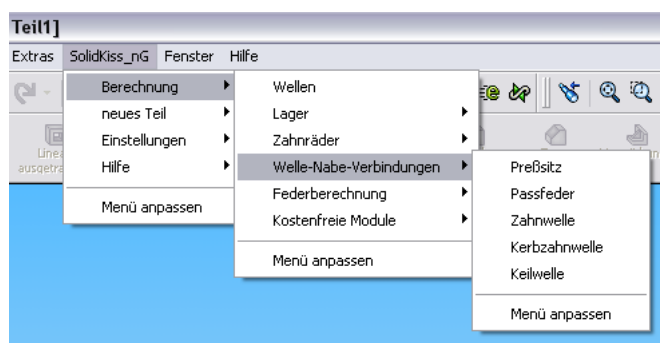 Teil1]
Extras SolidKiss_nG Fenster Hilfe
Berechnung
neues Teil
Einstellungen
Hilfe
Menü anpassen
Wellen
Lager
Zahnräder
Welle-Nabe-Verbindungen
Federberechnung
Kostenfreie Module
Menü anpassen
Preßsitz
Passfeder
Zahnwelle
Kerbzahnwelle
Keilwelle
Menü anpassen